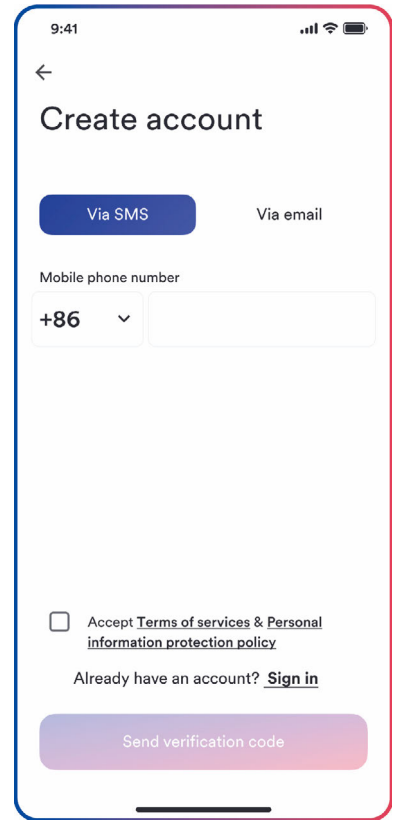 9:41
Create account
Via SMS
Via email
Mobile phone number
+86
Accept Terms of services & Personal
information protection policy
Already have an account? Sign in
Send verification code